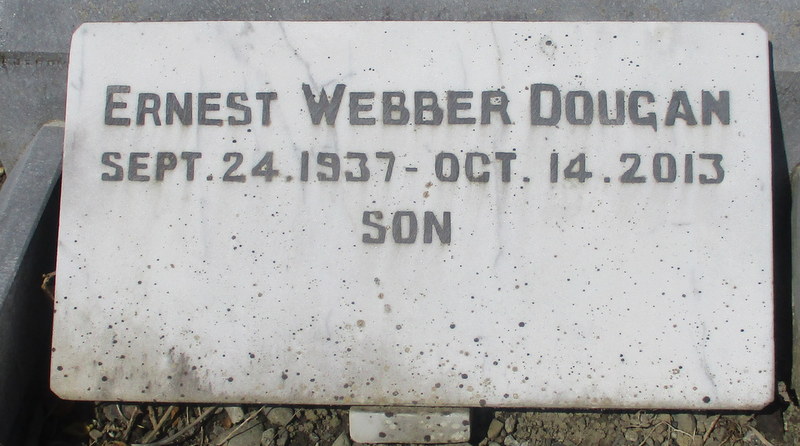 ERNEST WEBBER DOUGAN
SEPT. 24. 1937 - OCT. 14. 2013
SON